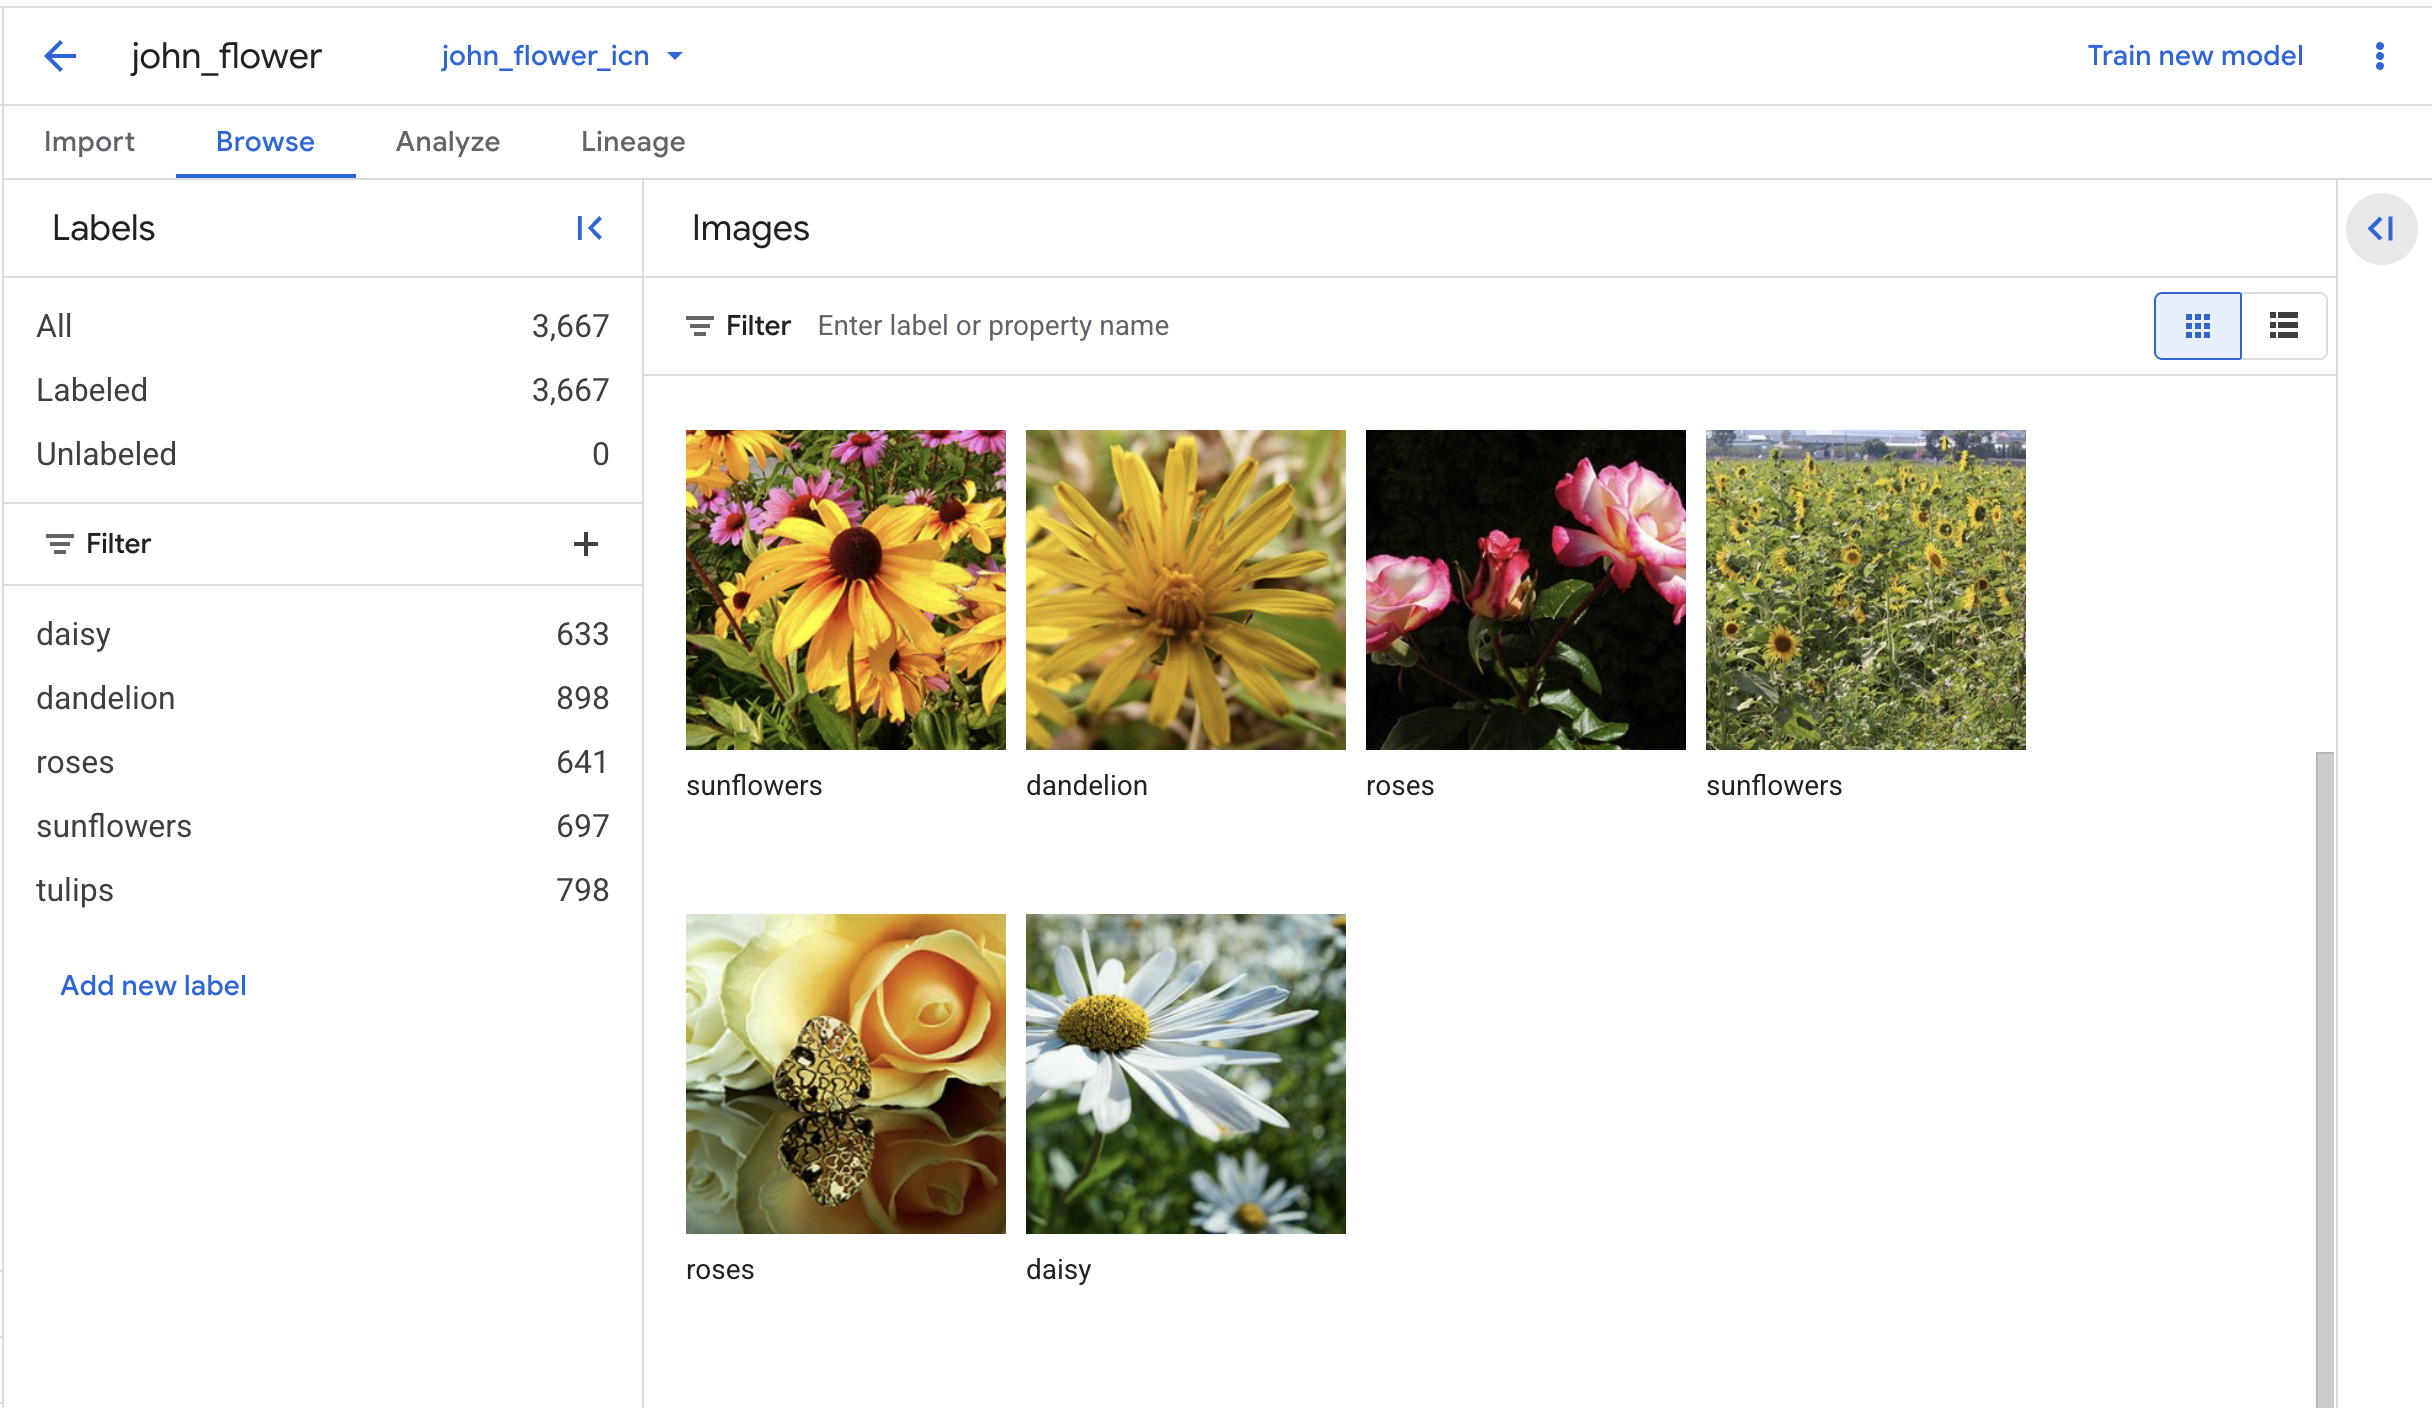 john_flower
john_flower_icn
Train new model
Import
Browse
Analyze
Lineage
Labels
All 3,667
Labeled 3,667
Unlabeled 0
Filter
daisy 633
dandelion 898
roses 641
sunflowers 697
tulips 798
Add new label
Images
Filter Enter label or property name
sunflowers
dandelion
roses
sunflowers
roses
daisy